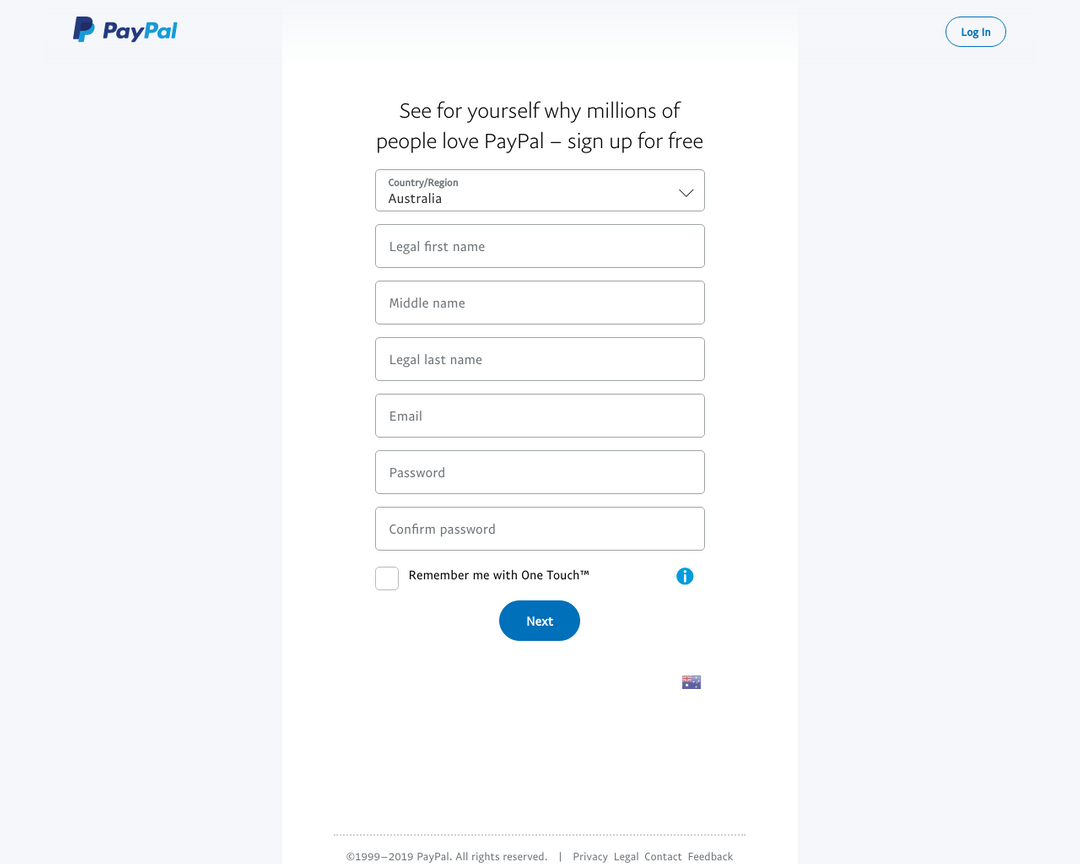 PayPal
Log In
See for yourself why millions of
people love PayPal – sign up for free
Country/Region
Australia
Legal first name
Middle name
Legal last name
Email
Password
Confirm password
Remember me with One Touch™
Next
©1999–2019 PayPal. All rights reserved. | Privacy Legal Contact Feedback